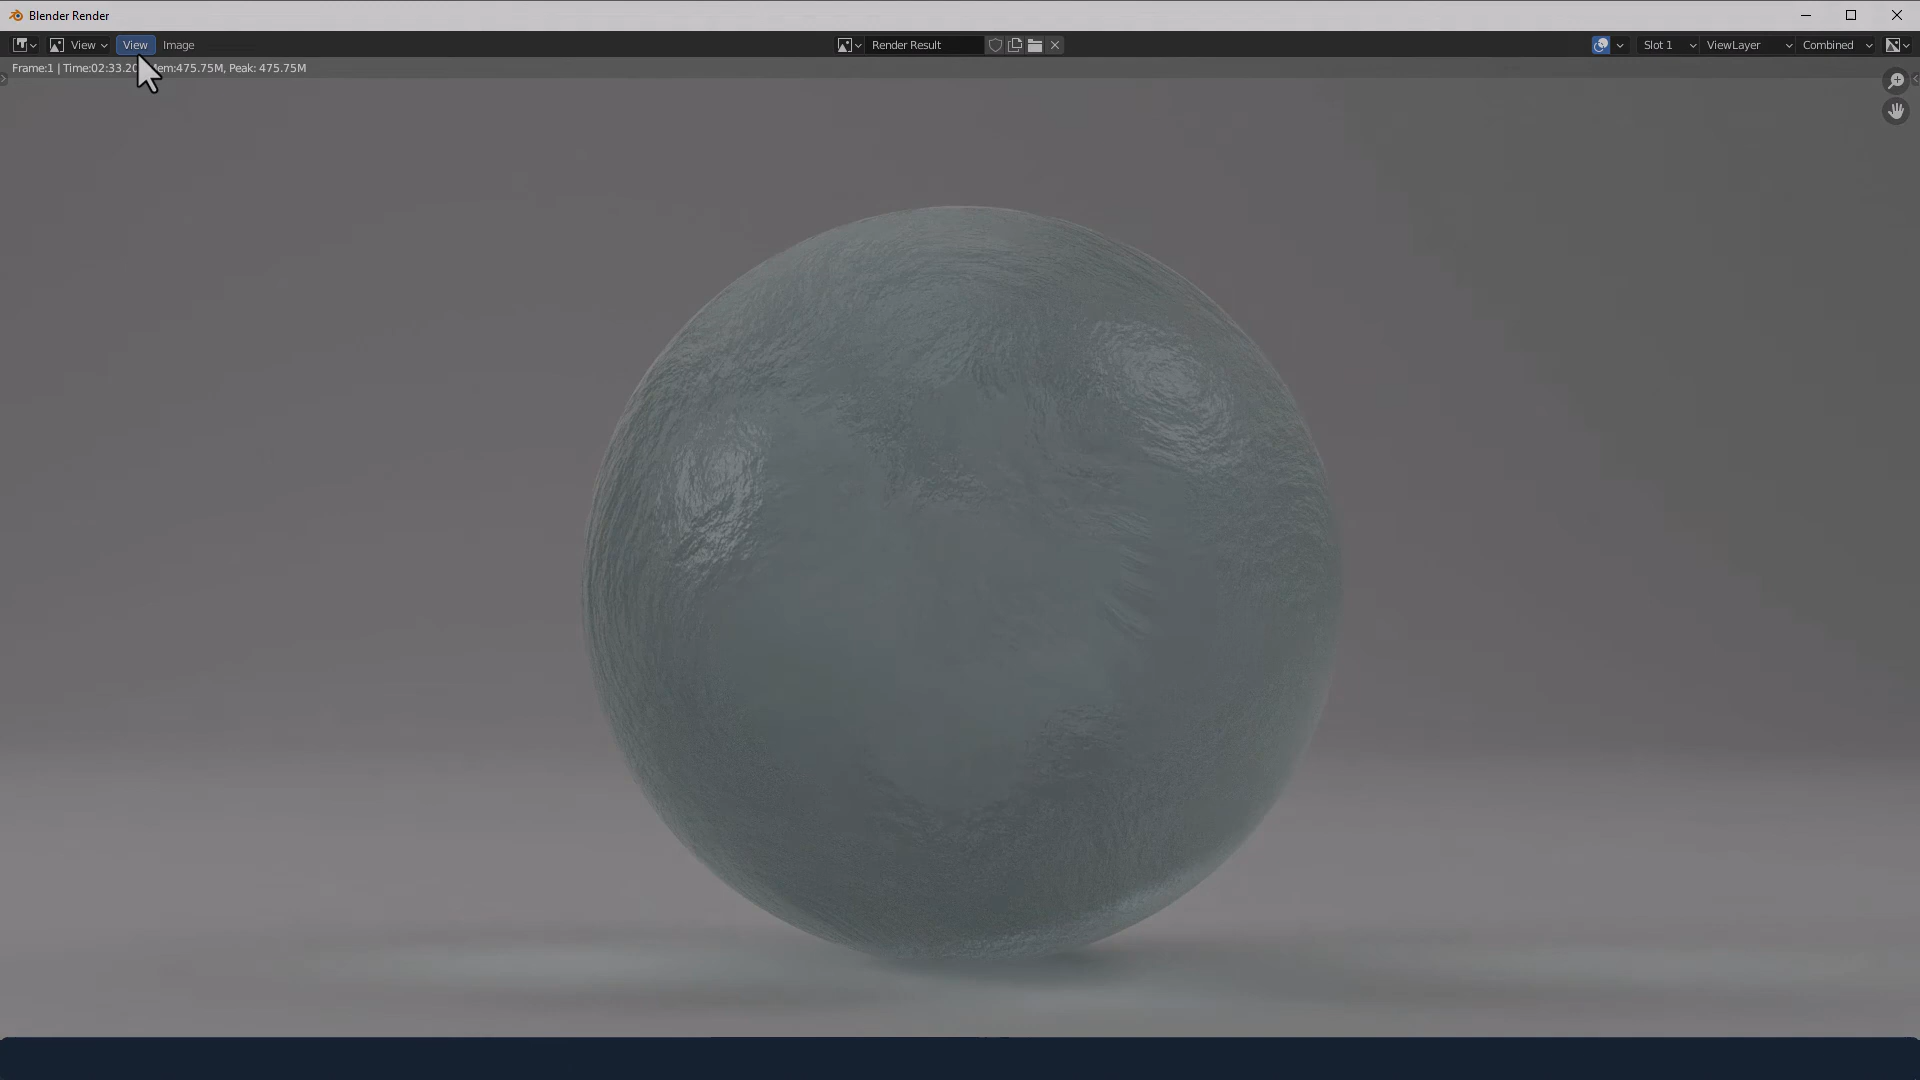 Blender Render
View View Image Render Result Slot 1 ViewLayer Combined
Frame:1 | Time:02:33.20 em:475.75M, Peak: 475.75M